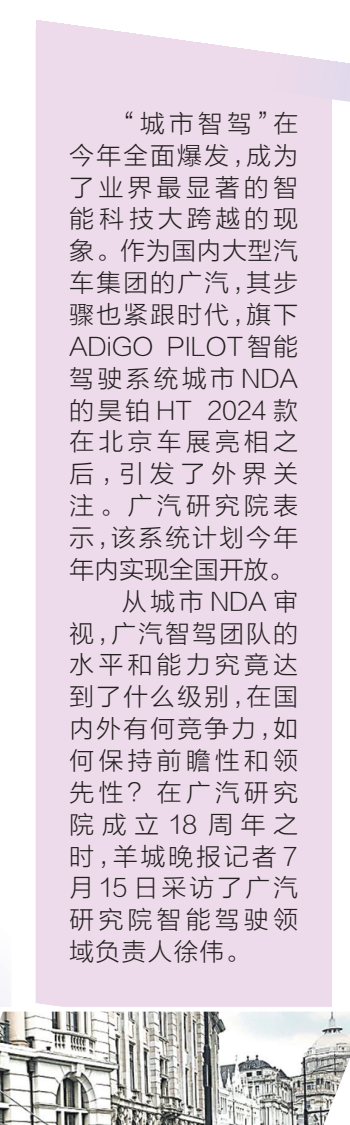 “城市智驾”在
今年全面爆发,成为
了业界最显著的智
能科技大跨越的现
象。作为国内大型汽
车集团的广汽,其步
骤也紧跟时代,旗下
ADiGO PILOT智能
驾驶系统城市NDA
的昊铂HT 2024款
在北京车展亮相之
后,引发了外界关
注。广汽研究院表
示,该系统计划今年
年内实现全国开放。
从城市NDA审
视,广汽智驾团队的
水平和能力究竟达
到了什么级别,在国
内外有何竞争力,如
何保持前瞻性和领
先性?在广汽研究
院成立18周年之
时,羊城晚报记者7
月15日采访了广汽
研究院智能驾驶领
域负责人徐伟。